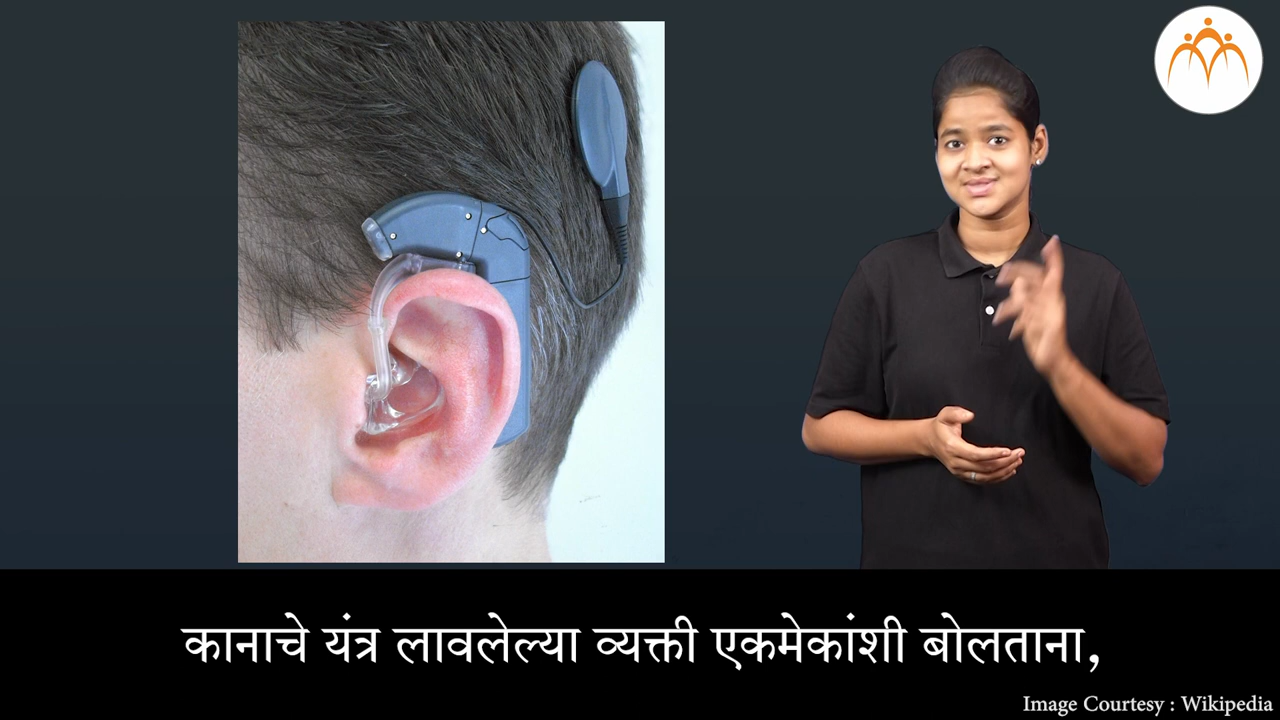 कानाचे यंत्र लावलेल्या व्यक्ती एकमेकांशी बोलताना,
Image Courtesy : Wikipedia